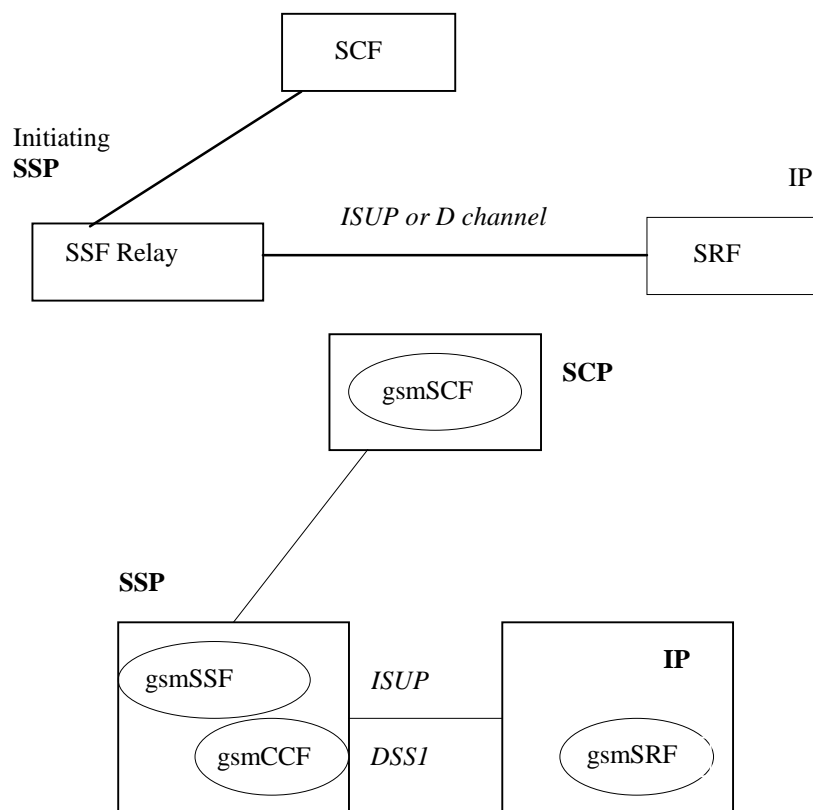 SCF
Initiating
SSP
IP
ISUP or D channel
SSF Relay
SRF
SCP
gsmSCF
SSP
IP
gsmSSF
ISUP
gsmCCF
DSS1
gsmSRF